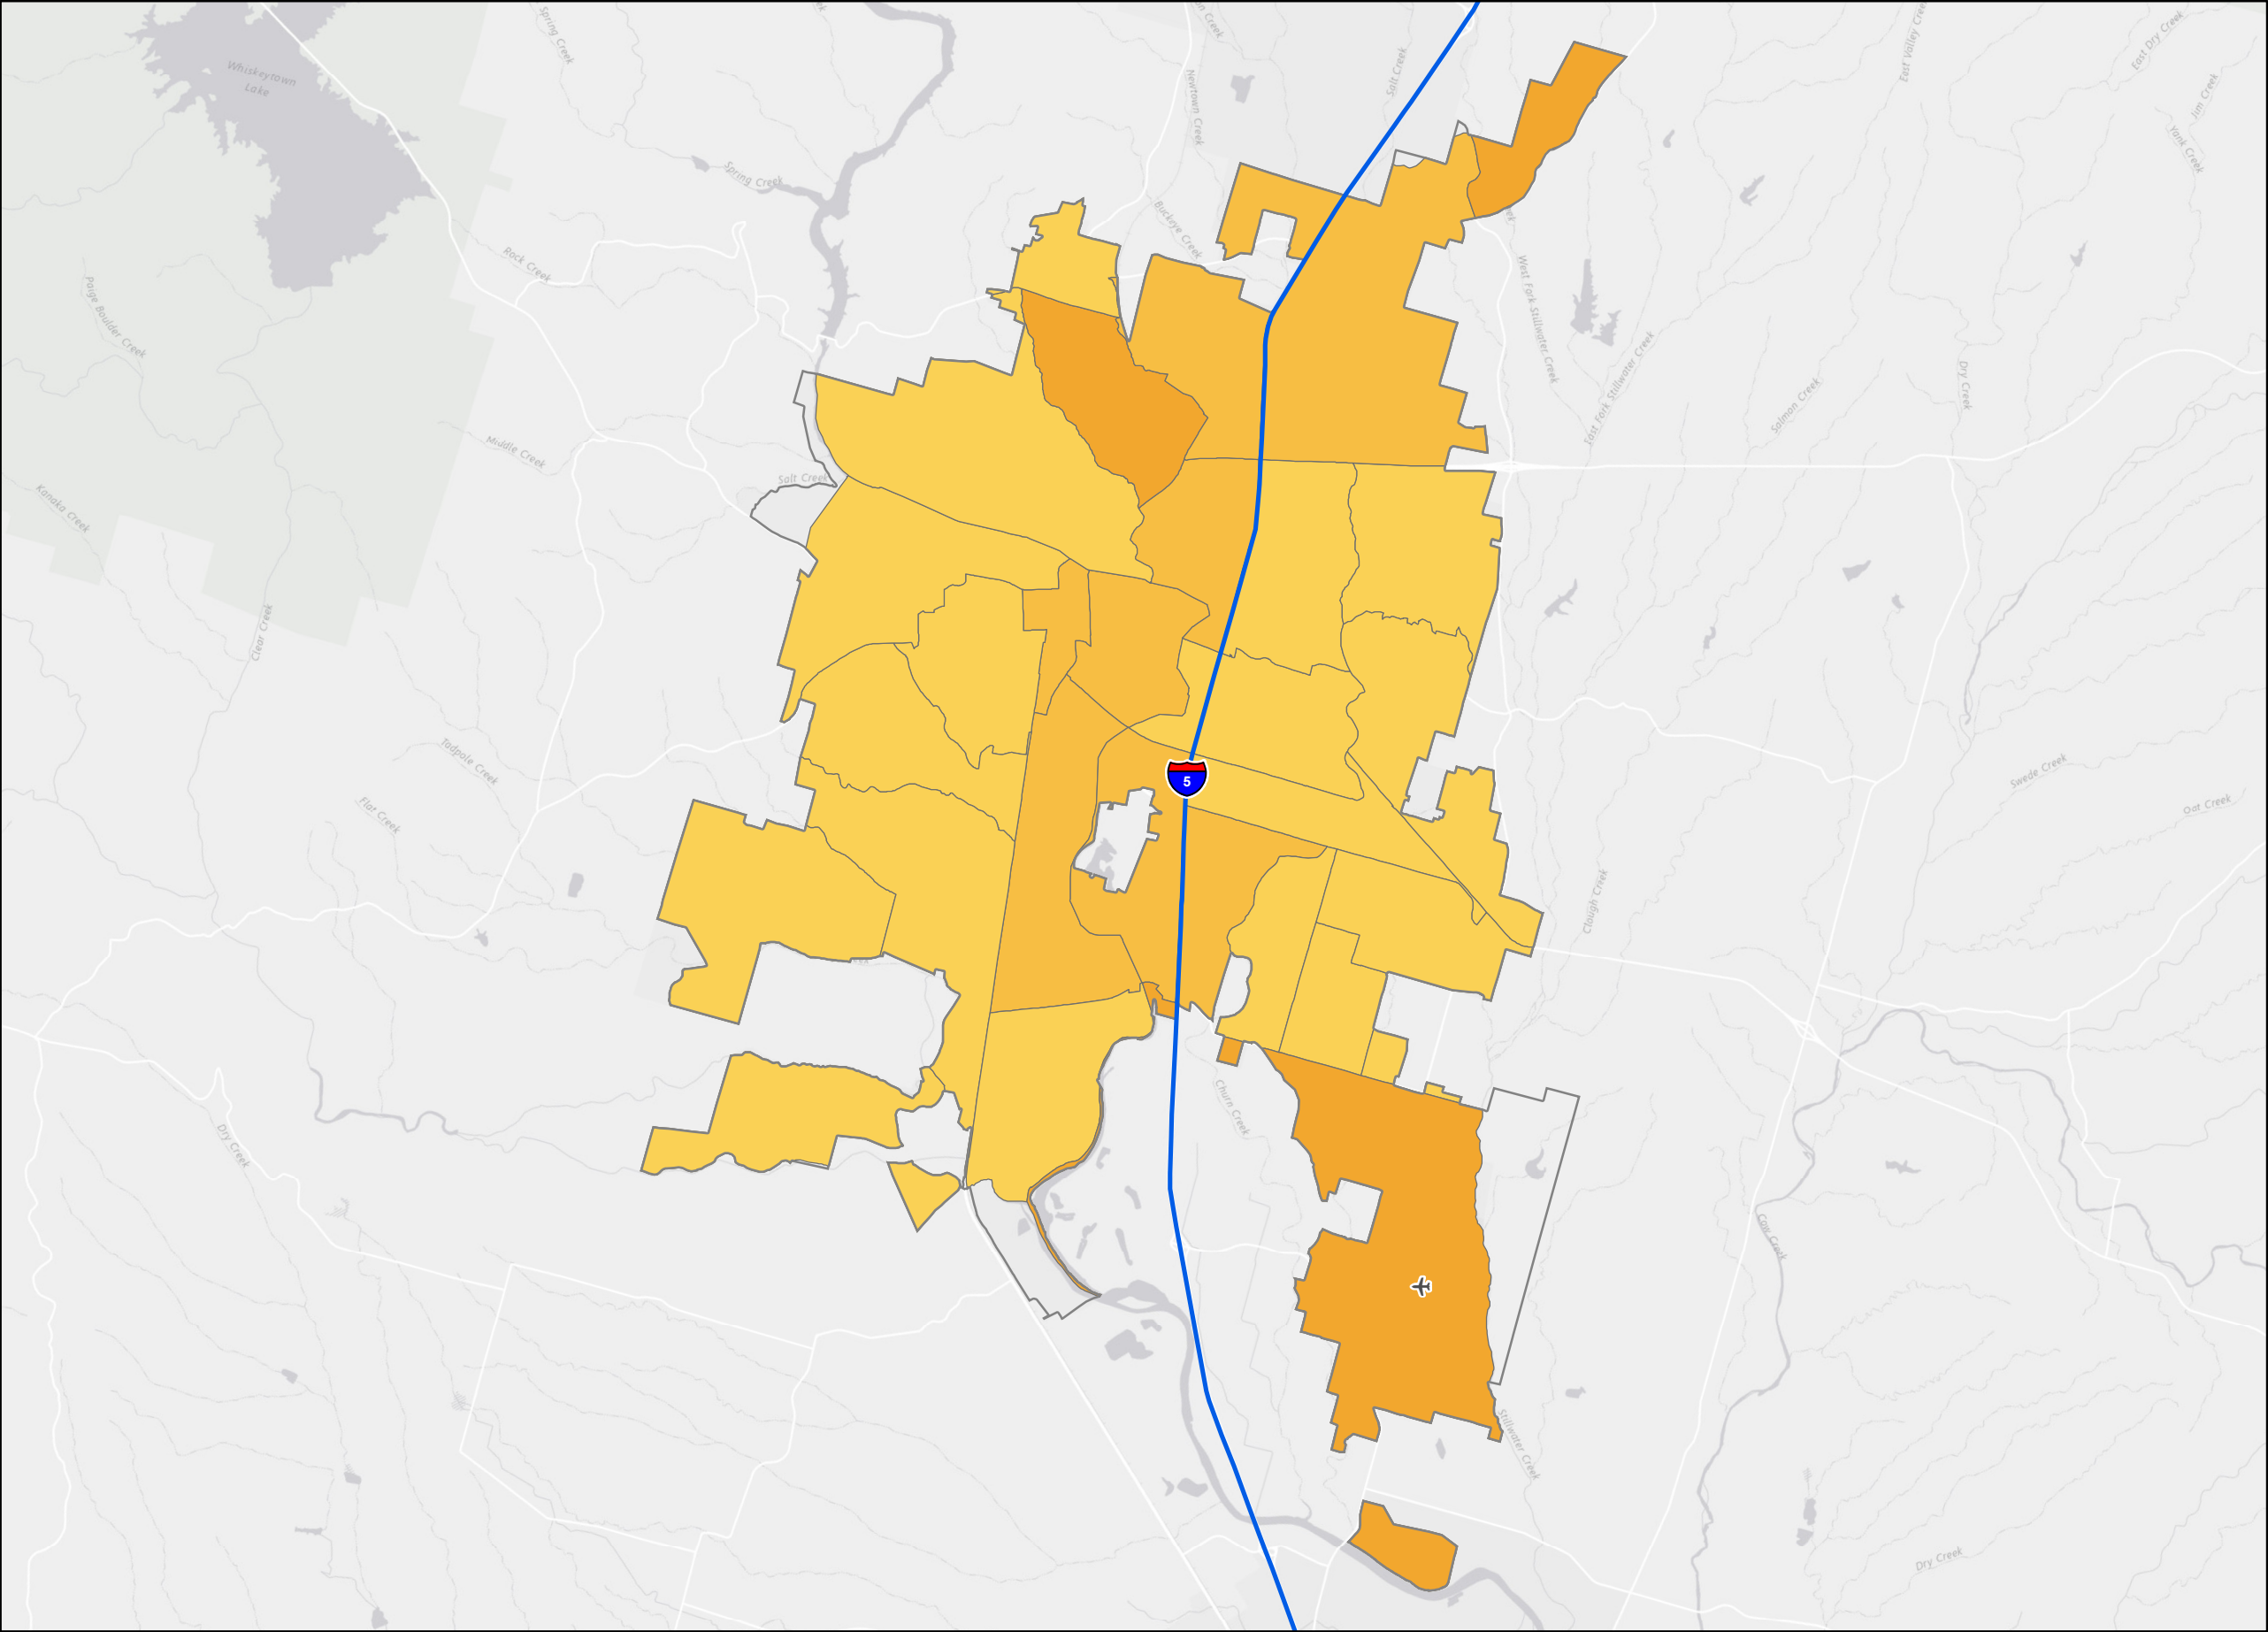 Spring Creek
Salt Creek
East Valley Cree
East Dry Creek
Whiskeytown
Lake
Newtown Creek
Jim Creek
Yank Creek
Spring Creek
Buckeye Creek
Rock Creek
West Fork Stillwater Creek
Paige Boulder Creek
East Fork Stillwater Creek
Salmon Creek
Dry Creek
Middle Creek
Salt Creek
Kanaka Creek
Clear Creek
Tadpole Creek
5
Swede Creek
Oat Creek
Flat Creek
Clough Creek
Churn Creek
Dry Creek
Cow Creek
Stillwater Creek
Dry Creek